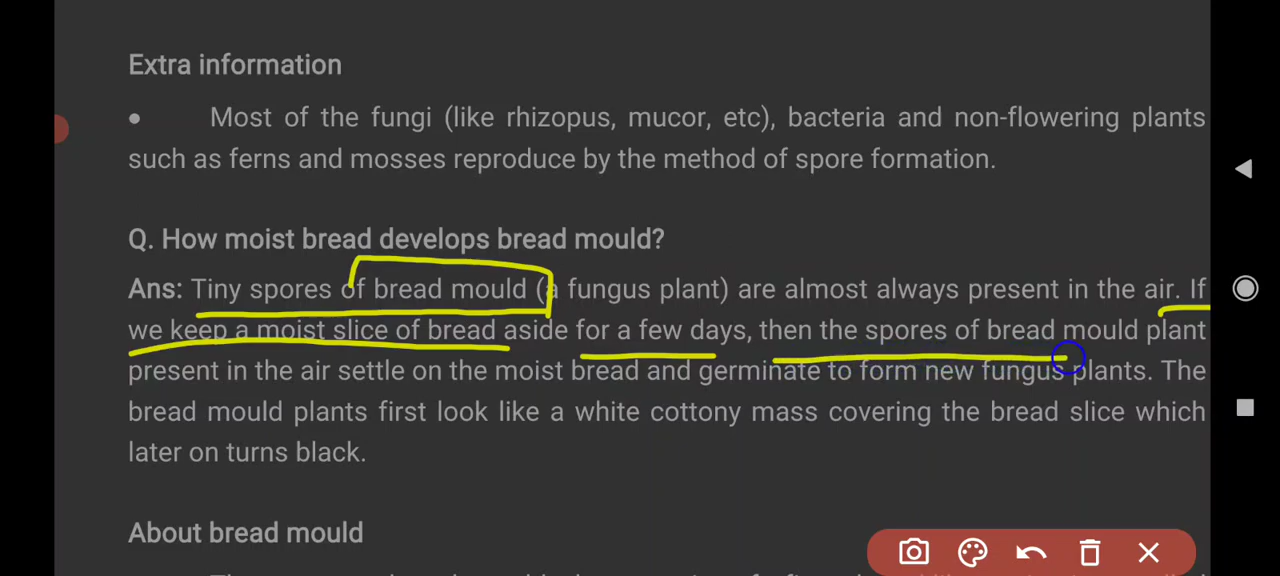 Extra information
• Most of the fungi (like rhizopus, mucor, etc), bacteria and non-flowering plants
such as ferns and mosses reproduce by the method of spore formation.
Q. How moist bread develops bread mould?
Ans: Tiny spores of bread mould (a fungus plant) are almost always present in the air. If
we keep a moist slice of bread aside for a few days, then the spores of bread mould plant
present in the air settle on the moist bread and germinate to form new fungus plants. The
bread mould plants first look like a white cottony mass covering the bread slice which
later on turns black.
About bread mould